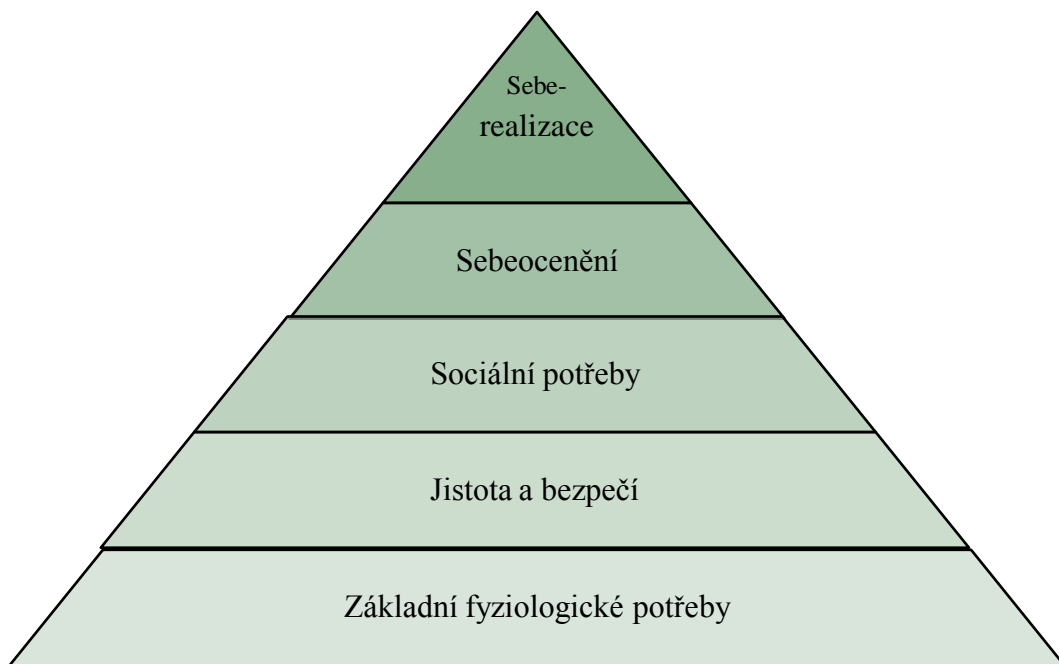 Sebe-
realizace
Sebeocenění
Sociální potřeby
Jistota a bezpečí
Základní fyziologické potřeby